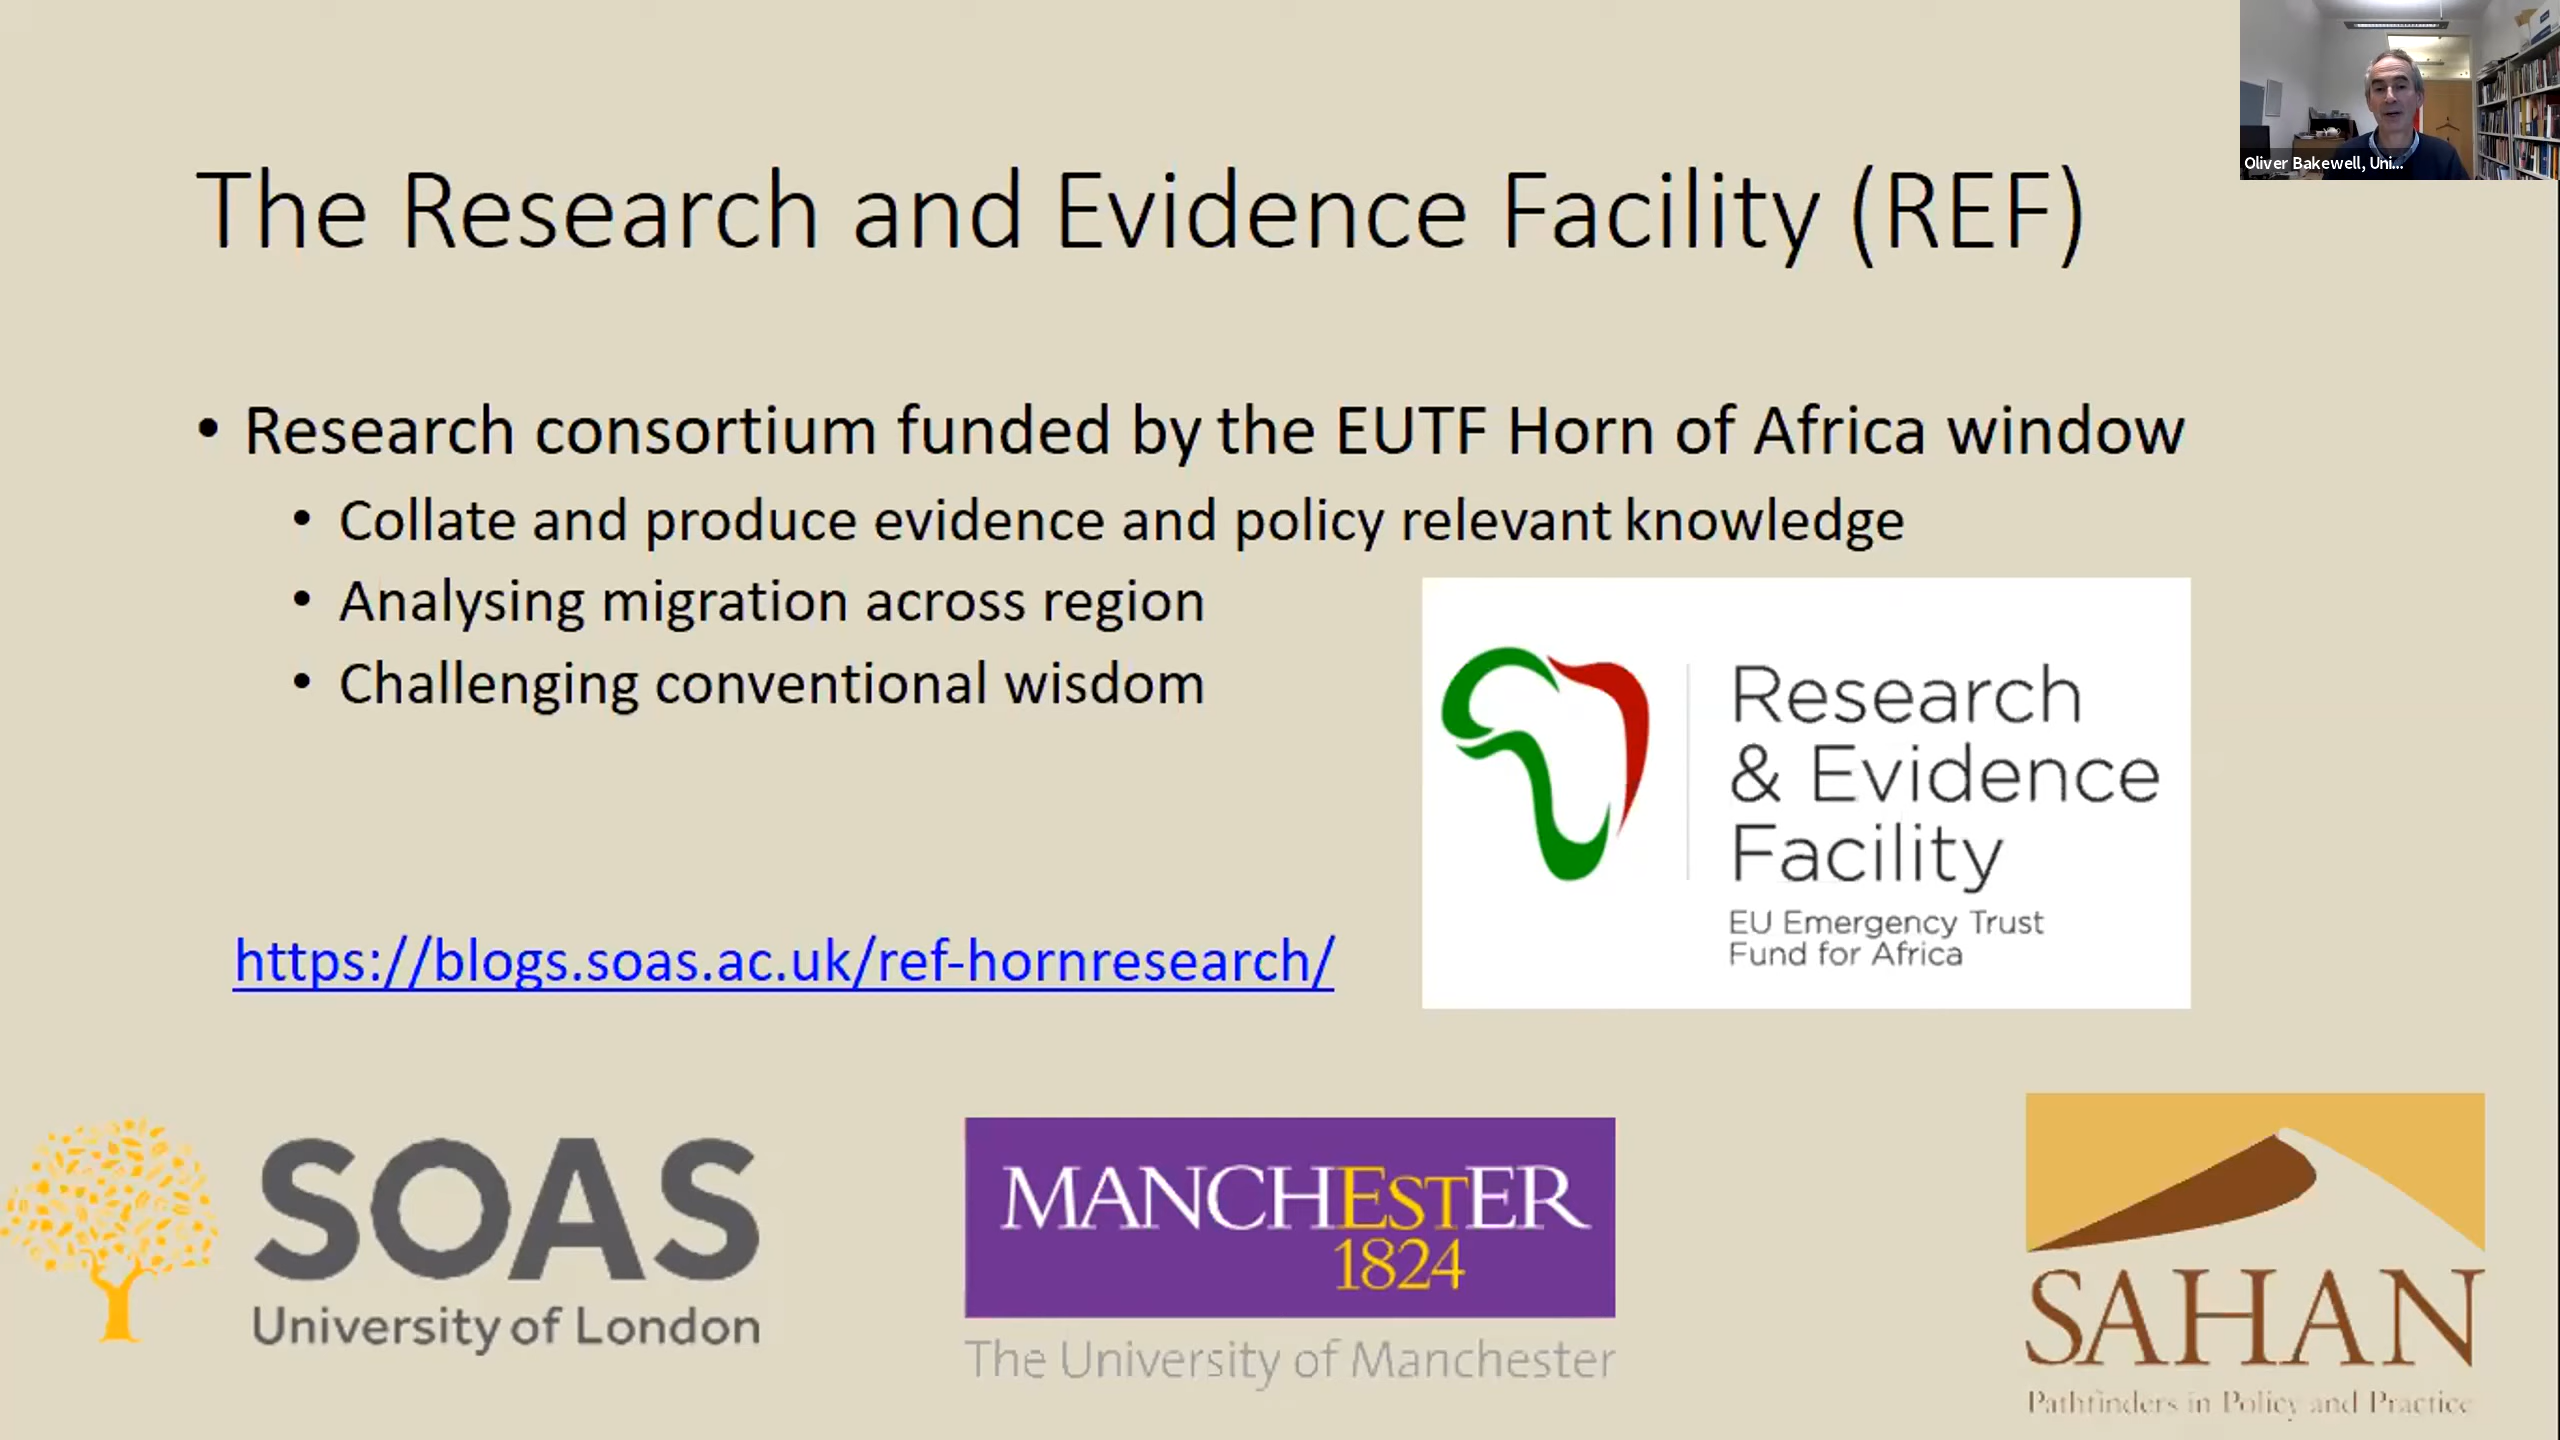 Oliver Bakewell, Uni...
The Research and Evidence Facility (REF)
• Research consortium funded by the EUTF Horn of Africa window
• Collate and produce evidence and policy relevant knowledge
• Analysing migration across region
• Challenging conventional wisdom
Research
& Evidence
Facility
EU Emergency Trust
Fund for Africa
https://blogs.soas.ac.uk/ref-hornresearch/
SOAS
University of London
MANCHESTER
1824
The University of Manchester
SAHAN
Pathfinders in Policy and Practice